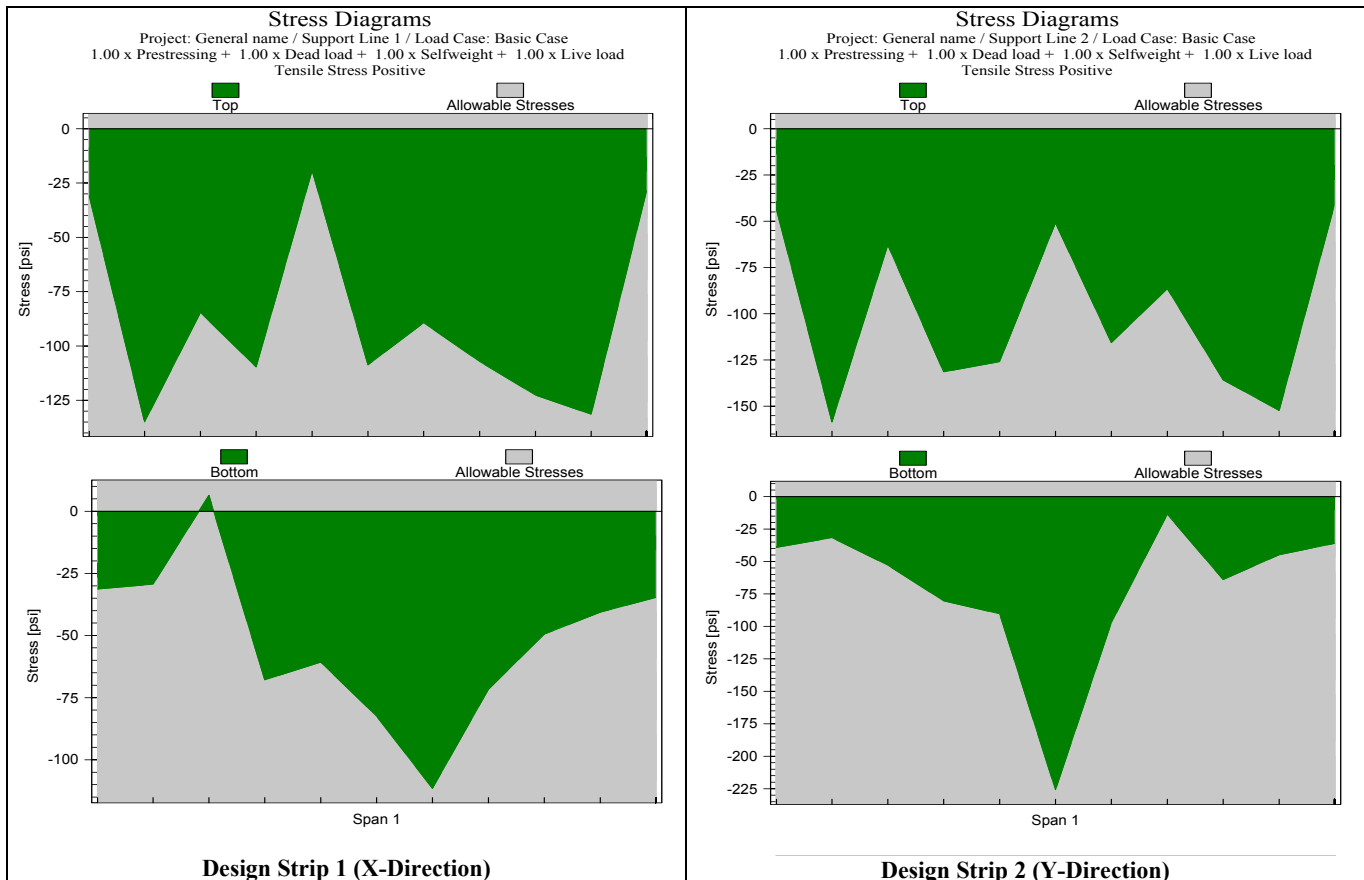 Stress Diagrams
Project: General name / Support Line 1 / Load Case: Basic Case
1.00 x Prestressing + 1.00 x Dead load + 1.00 x Selfweight + 1.00 x Live load
Tensile Stress Positive
Top
Allowable Stresses
0
-25
-50
-75
-100
-125
Stress [psi]
Bottom
Allowable Stresses
0
-25
-50
-75
-100
Stress [psi]
Span 1
Design Strip 1 (X-Direction)
Stress Diagrams
Project: General name / Support Line 2 / Load Case: Basic Case
1.00 x Prestressing + 1.00 x Dead load + 1.00 x Selfweight + 1.00 x Live load
Tensile Stress Positive
Top
Allowable Stresses
0
-25
-50
-75
-100
-125
-150
Stress [psi]
Bottom
Allowable Stresses
0
-25
-50
-75
-100
-125
-150
-175
-200
-225
Stress [psi]
Span 1
Design Strip 2 (Y-Direction)